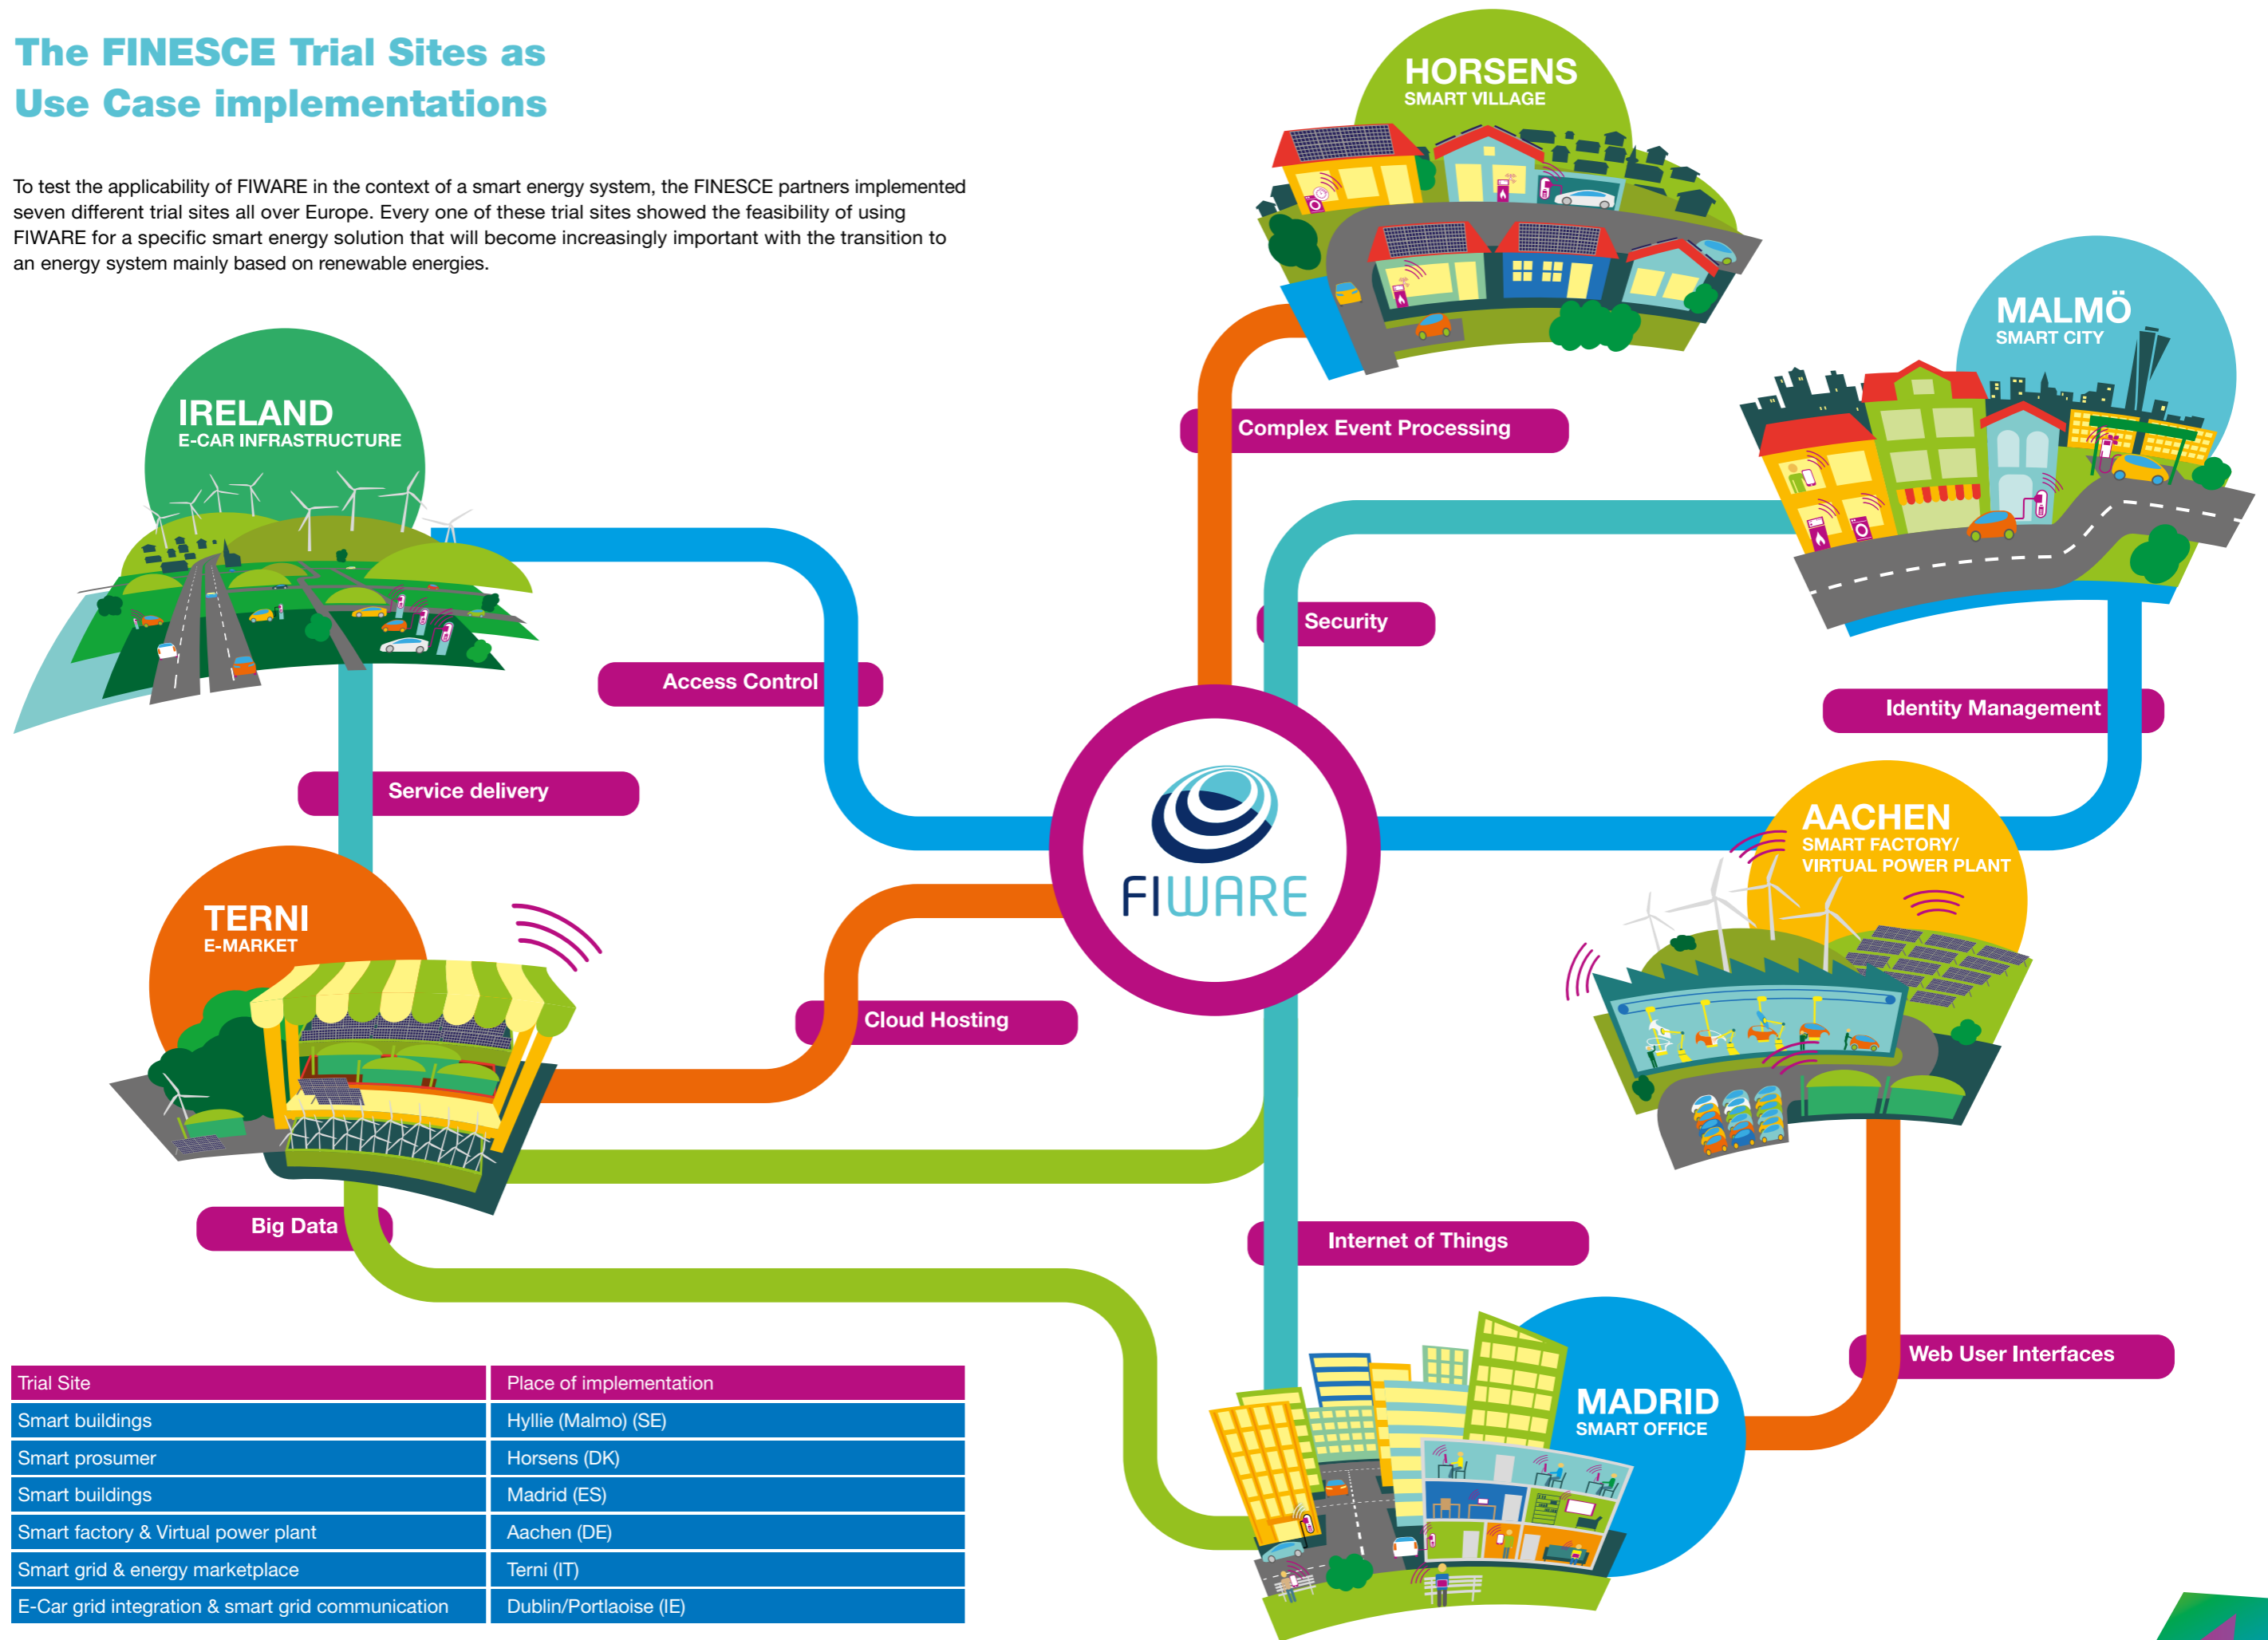 The FINESCE Trial Sites as
Use Case implementations
To test the applicability of FIWARE in the context of a smart energy system, the FINESCE partners implemented
seven different trial sites all over Europe. Every one of these trial sites showed the feasibility of using
FIWARE for a specific smart energy solution that will become increasingly important with the transition to
an energy system mainly based on renewable energies.
HORSENS
SMART VILLAGE
MALMÖ
SMART CITY
IRELAND
E-CAR INFRASTRUCTURE
Complex Event Processing
Security
Access Control
Identity Management
Service delivery
AACHEN
SMART FACTORY/
VIRTUAL POWER PLANT
FIWARE
TERNI
E-MARKET
Cloud Hosting
Big Data
Internet of Things
Web User Interfaces
MADRID
SMART OFFICE
Trial Site Place of implementation
Smart buildings Hyllie (Malmo) (SE)
Smart prosumer Horsens (DK)
Smart buildings Madrid (ES)
Smart factory & Virtual power plant Aachen (DE)
Smart grid & energy marketplace Terni (IT)
E-Car grid integration & smart grid communication Dublin/Portlaoise (IE)